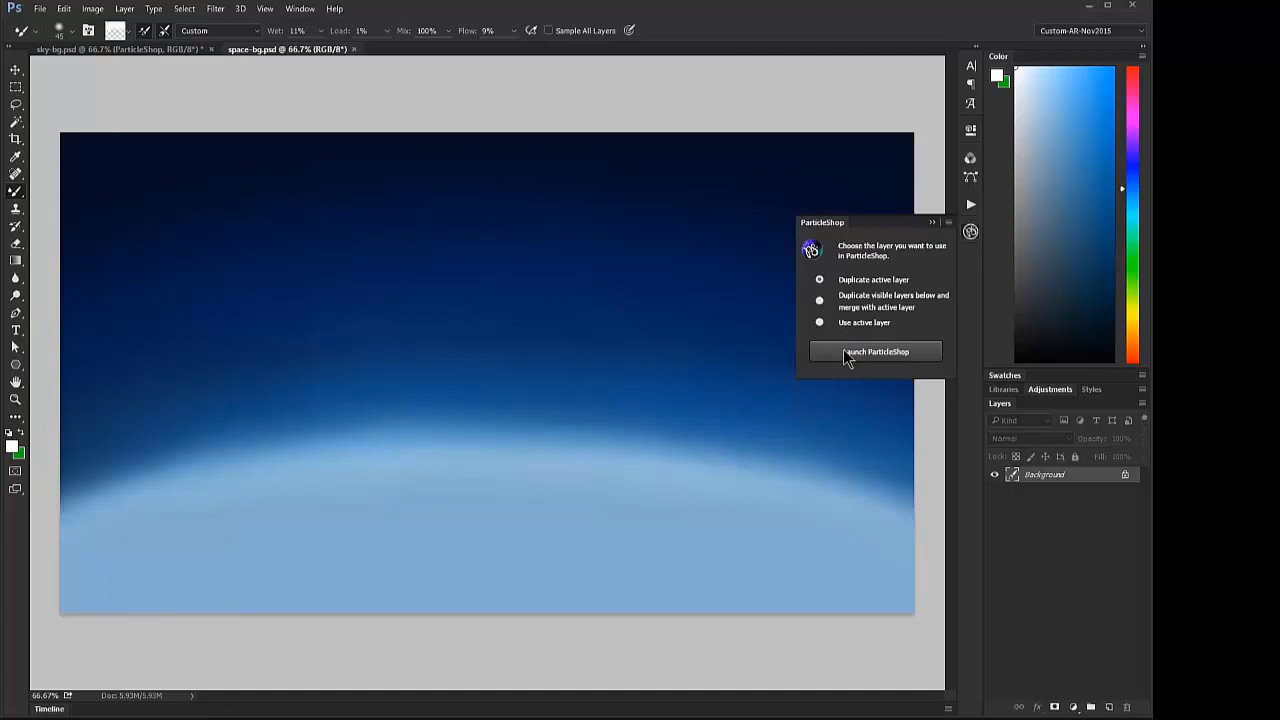 Ps File Edit Image Layer Type Select Filter 3D View Window Help
45 Custom Wet: 11% Load: 1% Mix: 100% Flow: 9% Sample All Layers Custom-AR-Nov2015
sky-bg.psd @ 66.7% (ParticleShop, RGB/8*) * × space-bg.psd @ 66.7% (RGB/8*) ×
Color
ParticleShop
Choose the layer you want to use
in ParticleShop.
Duplicate active layer
Duplicate visible layers below and
merge with active layer
Use active layer
Launch ParticleShop
Swatches
Libraries Adjustments Styles
Layers
Kind
Normal Opacity: 100%
Lock: Fill: 100%
Background
66.67% Doc: 5.93M/5.93M
Timeline